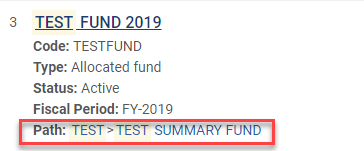 3 TEST FUND 2019
Code: TESTFUND
Type: Allocated fund
Status: Active
Fiscal Period: FY-2019
Path: TEST > TEST SUMMARY FUND